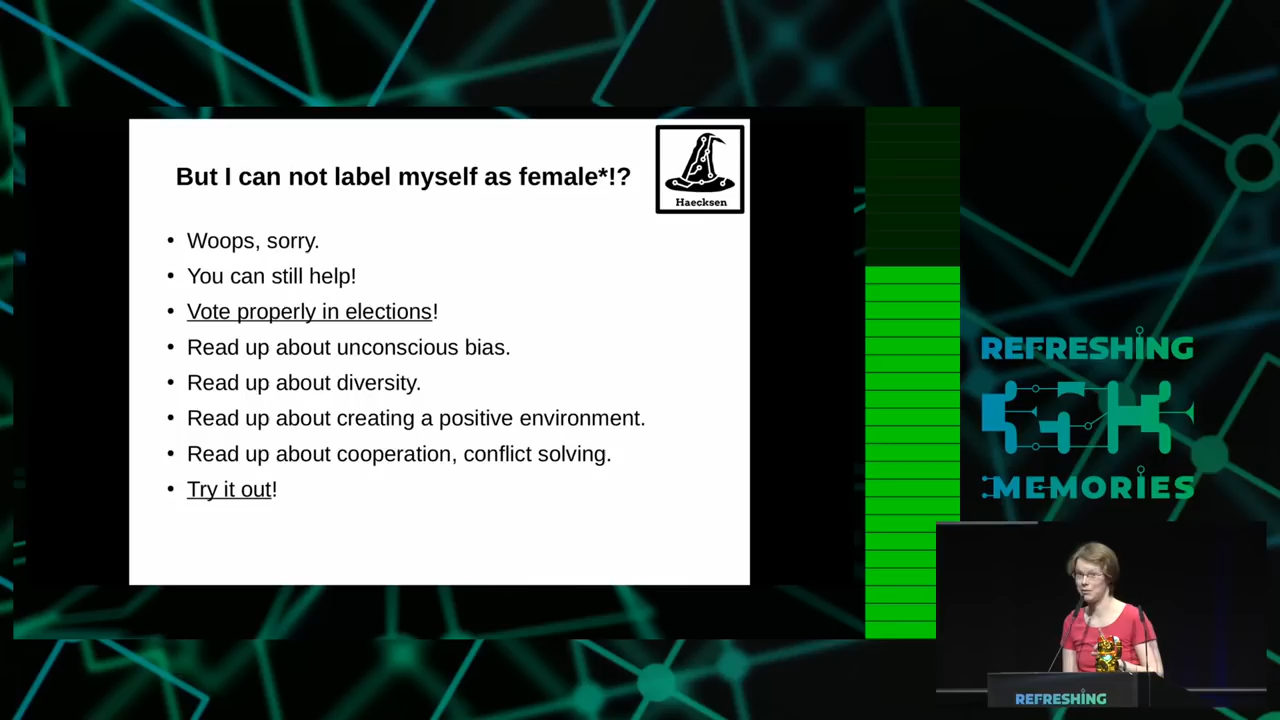 But I can not label myself as female*!?
Haecksen
• Woops, sorry.
• You can still help!
• Vote properly in elections!
• Read up about unconscious bias.
• Read up about diversity.
• Read up about creating a positive environment.
• Read up about cooperation, conflict solving.
• Try it out!
REFRESHING
MEMORIES
REFRESHING